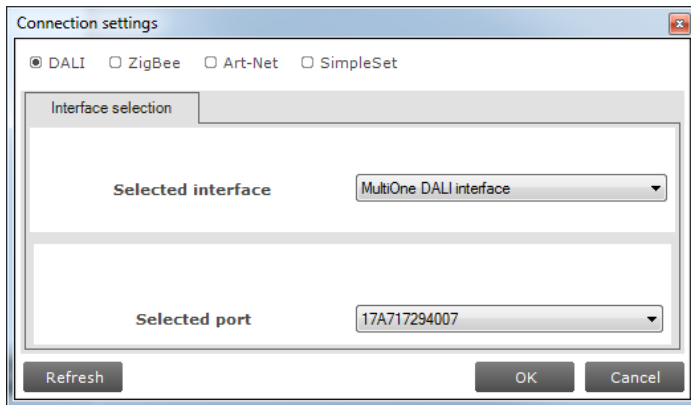 Connection settings
DALI ZigBee Art-Net SimpleSet
Interface selection
Selected interface MultiOne DALI interface
Selected port 17A717294007
Refresh OK Cancel